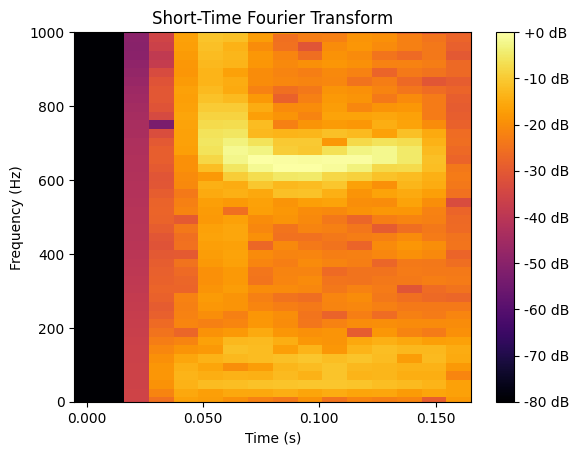 Short-Time Fourier Transform
1000
800
600
400
200
0
Frequency (Hz)
0.000
0.050
0.100
0.150
Time (s)
+0 dB
-10 dB
-20 dB
-30 dB
-40 dB
-50 dB
-60 dB
-70 dB
-80 dB